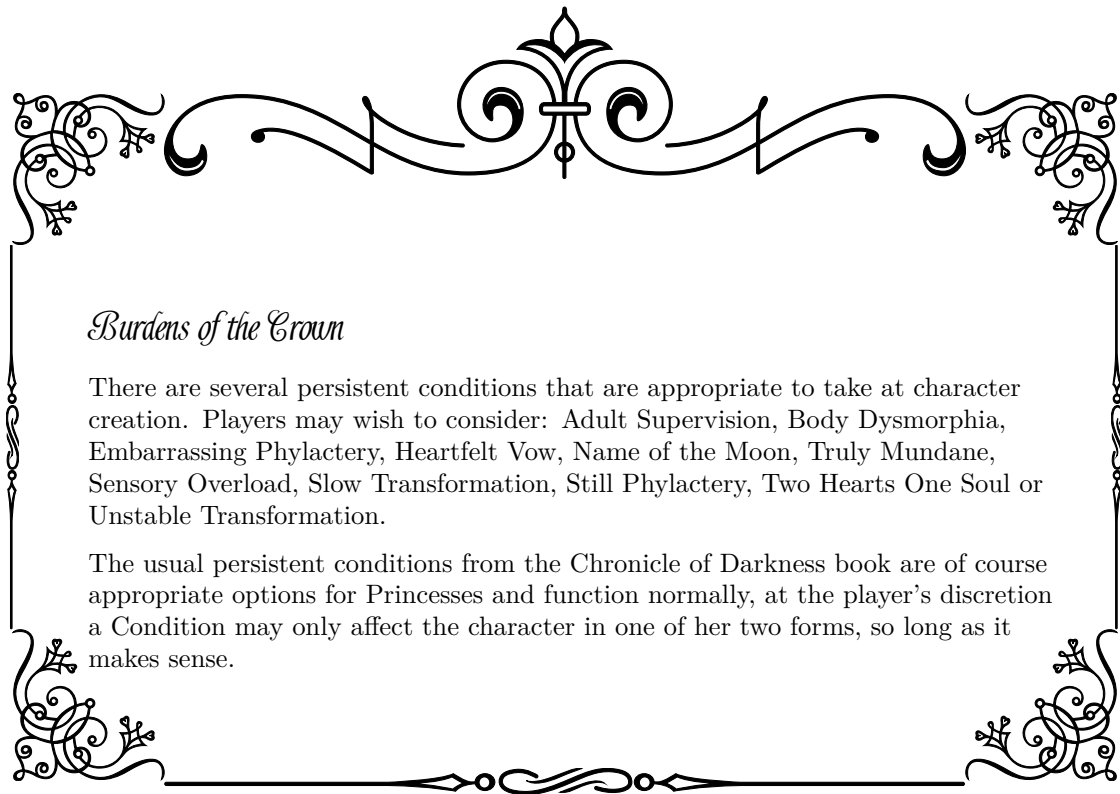 Burdens of the Crown
There are several persistent conditions that are appropriate to take at character
creation. Players may wish to consider: Adult Supervision, Body Dysmorphia,
Embarrassing Phylactery, Heartfelt Vow, Name of the Moon, Truly Mundane,
Sensory Overload, Slow Transformation, Still Phylactery, Two Hearts One Soul or
Unstable Transformation.
The usual persistent conditions from the Chronicle of Darkness book are of course
appropriate options for Princesses and function normally, at the player's discretion
a Condition may only affect the character in one of her two forms, so long as it
makes sense.